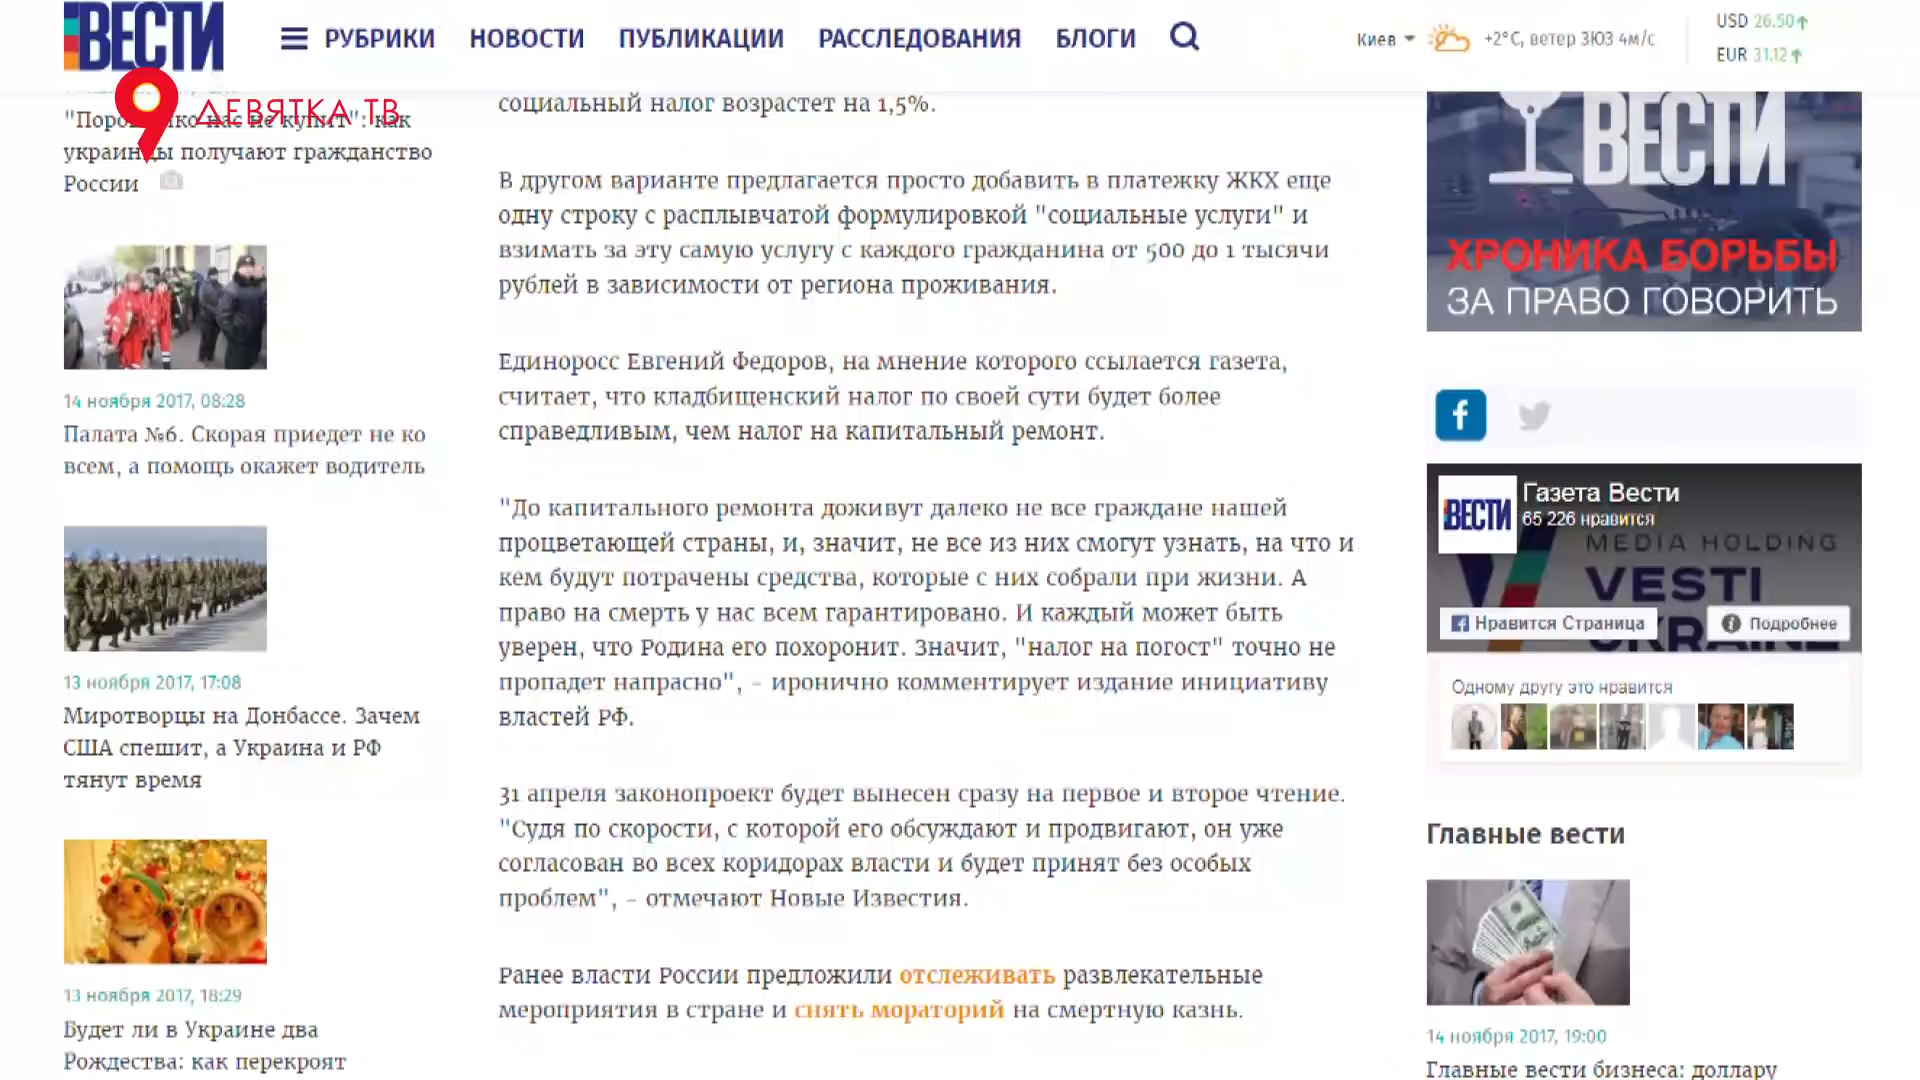 ВЕСТИ
РУБРИКИ НОВОСТИ ПУБЛИКАЦИИ РАССЛЕДОВАНИЯ БЛОГИ
Киев +2°C, ветер ЗЮЗ 4м/с
USD 26.50
EUR 31.12
9 ДЕВЯТКА ТВ
"Порошенко нас не купит": как
украинцы получают гражданство
России
14 ноября 2017, 08:28
Палата №6. Скорая приедет не ко
всем, а помощь окажет водитель
13 ноября 2017, 17:08
Миротворцы на Донбассе. Зачем
США спешит, а Украина и РФ
тянут время
13 ноября 2017, 18:29
Будет ли в Украине два
Рождества: как перекроят
социальный налог возрастет на 1,5%.
В другом варианте предлагается просто добавить в платежку ЖКХ еще
одну строку с расплывчатой формулировкой "социальные услуги" и
взимать за эту самую услугу с каждого гражданина от 500 до 1 тысячи
рублей в зависимости от региона проживания.
Единоросс Евгений Федоров, на мнение которого ссылается газета,
считает, что кладбищенский налог по своей сути будет более
справедливым, чем налог на капитальный ремонт.
"До капитального ремонта доживут далеко не все граждане нашей
процветающей страны, и, значит, не все из них смогут узнать, на что и
кем будут потрачены средства, которые с них собрали при жизни. А
право на смерть у нас всем гарантировано. И каждый может быть
уверен, что Родина его похоронит. Значит, "налог на погост" точно не
пропадет напрасно", – иронично комментирует издание инициативу
властей РФ.
31 апреля законопроект будет вынесен сразу на первое и второе чтение.
"Судя по скорости, с которой его обсуждают и продвигают, он уже
согласован во всех коридорах власти и будет принят без особых
проблем", – отмечают Новые Известия.
Ранее власти России предложили отслеживать развлекательные
мероприятия в стране и снять мораторий на смертную казнь.
ВЕСТИ
ХРОНИКА БОРЬБЫ
ЗА ПРАВО ГОВОРИТЬ
ВЕСТИ
Газета Вести
65 226 нравится
MEDIA HOLDING
VESTI
UKRAINE
Нравится Страница
Подробнее
Одному другу это нравится
Главные вести
14 ноября 2017, 19:00
Главные вести бизнеса: доллару